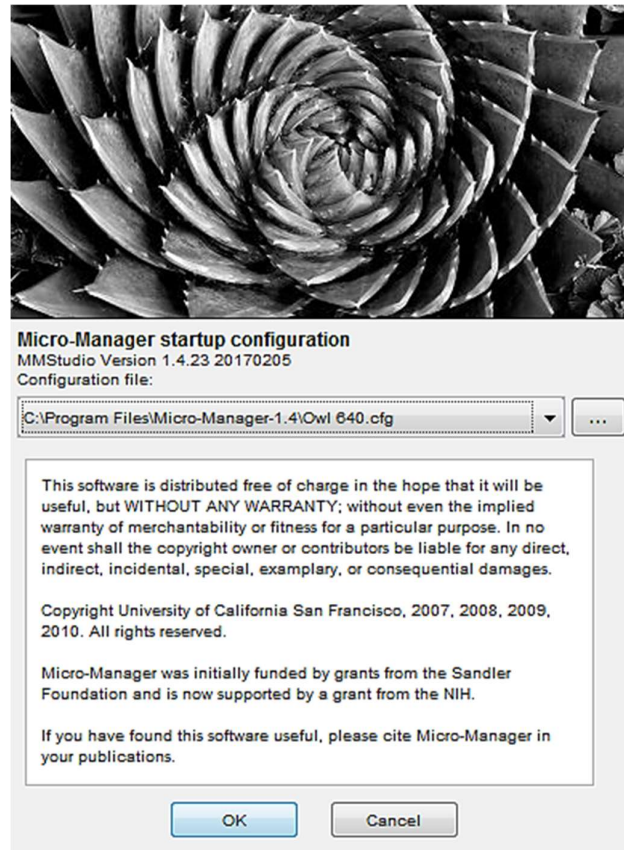 Micro-Manager startup configuration
MMStudio Version 1.4.23 20170205
Configuration file:
C:\Program Files\Micro-Manager-1.4\Owl 640.cfg
...
This software is distributed free of charge in the hope that it will be
useful, but WITHOUT ANY WARRANTY; without even the implied
warranty of merchantability or fitness for a particular purpose. In no
event shall the copyright owner or contributors be liable for any direct,
indirect, incidental, special, examplary, or consequential damages.
Copyright University of California San Francisco, 2007, 2008, 2009,
2010. All rights reserved.
Micro-Manager was initially funded by grants from the Sandler
Foundation and is now supported by a grant from the NIH.
If you have found this software useful, please cite Micro-Manager in
your publications.
OK Cancel